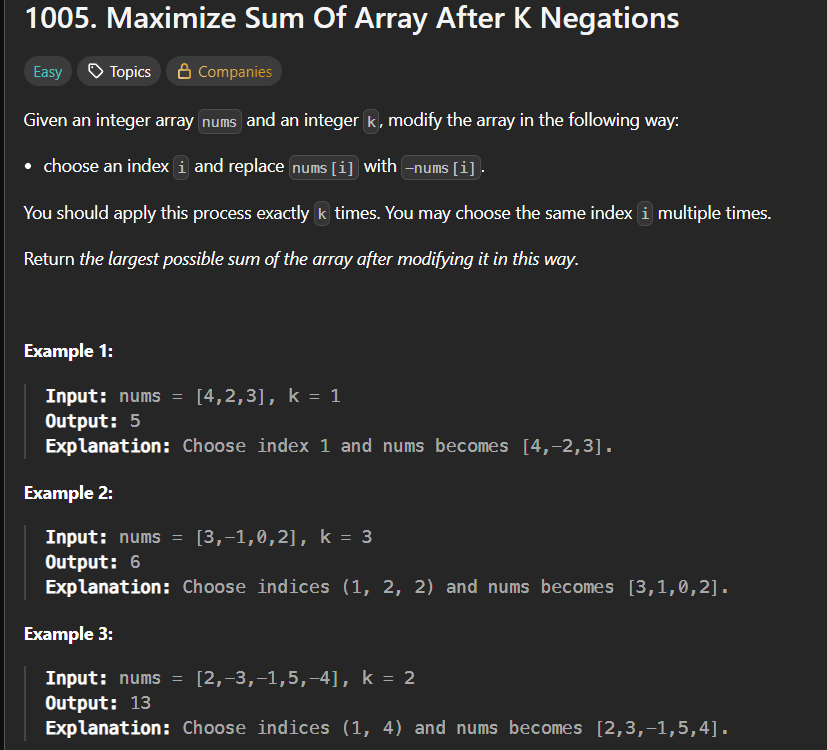 1005. Maximize Sum Of Array After K Negations
Easy Topics Companies
Given an integer array nums and an integer k, modify the array in the following way:
• choose an index i and replace nums[i] with −nums[i].
You should apply this process exactly k times. You may choose the same index i multiple times.
Return the largest possible sum of the array after modifying it in this way.
Example 1:
Input: nums = [4,2,3], k = 1
Output: 5
Explanation: Choose index 1 and nums becomes [4,−2,3].
Example 2:
Input: nums = [3,−1,0,2], k = 3
Output: 6
Explanation: Choose indices (1, 2, 2) and nums becomes [3,1,0,2].
Example 3:
Input: nums = [2,−3,−1,5,−4], k = 2
Output: 13
Explanation: Choose indices (1, 4) and nums becomes [2,3,−1,5,4].